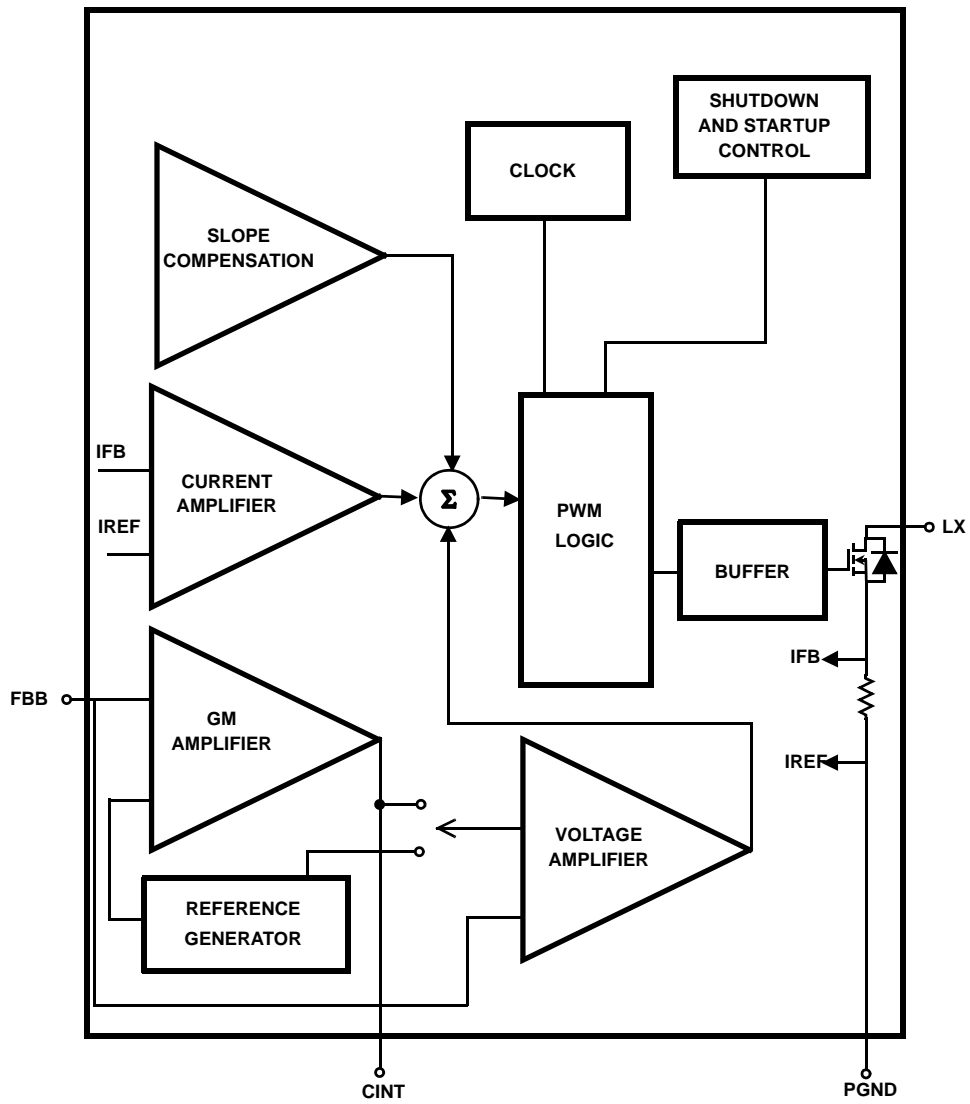 SHUTDOWN
AND STARTUP
CONTROL
CLOCK
SLOPE
COMPENSATION
IFB
CURRENT
AMPLIFIER
IREF
Σ
PWM
LOGIC
BUFFER
LX
IFB
IREF
FBB
GM
AMPLIFIER
VOLTAGE
AMPLIFIER
REFERENCE
GENERATOR
CINT
PGND